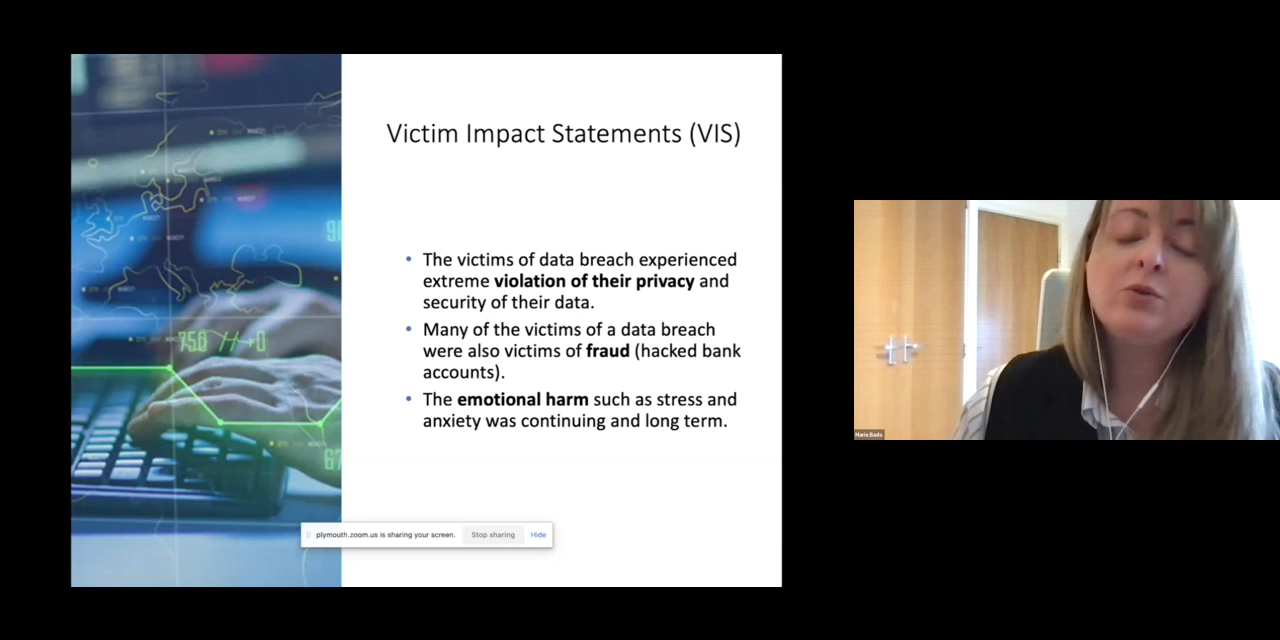 Victim Impact Statements (VIS)
• The victims of data breach experienced
extreme violation of their privacy and
security of their data.
• Many of the victims of a data breach
were also victims of fraud (hacked bank
accounts).
• The emotional harm such as stress and
anxiety was continuing and long term.
758 // +0
plymouth.zoom.us is sharing your screen. Stop sharing Hide
Maria Bada